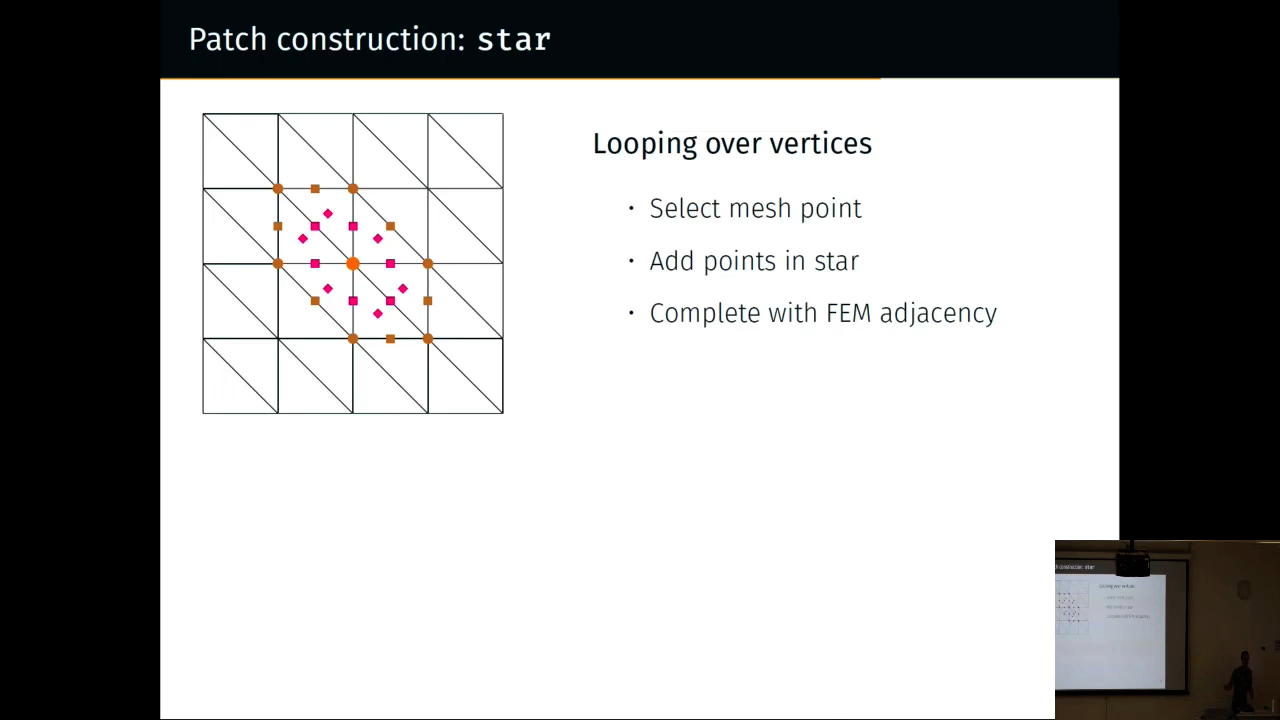 Patch construction: star
Looping over vertices
• Select mesh point
• Add points in star
• Complete with FEM adjacency